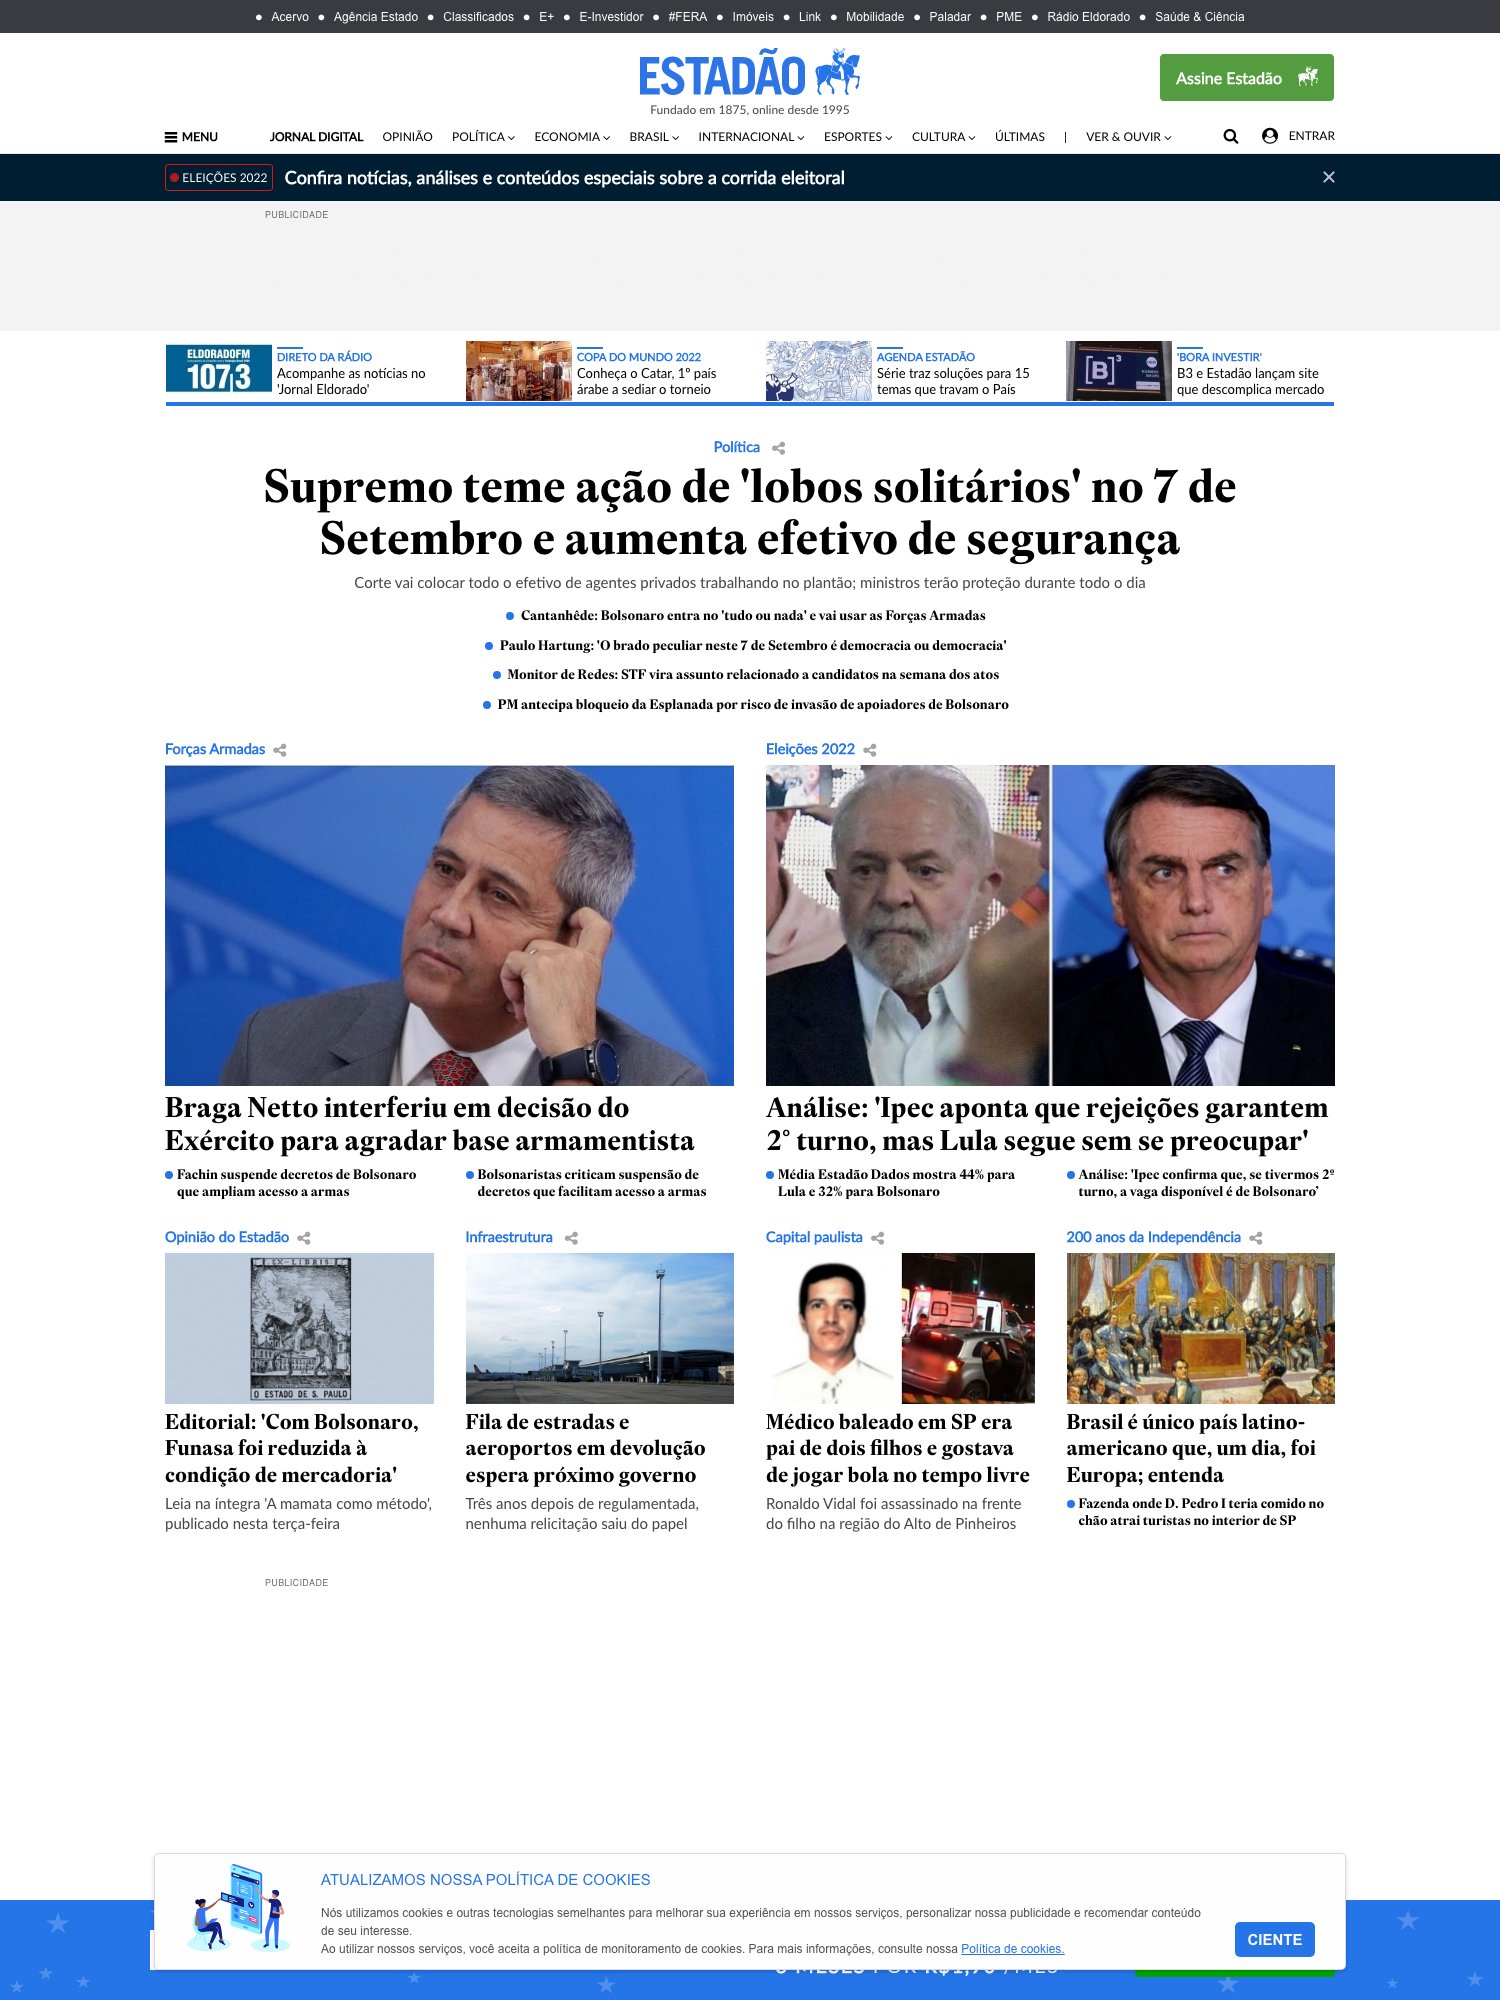 Acervo Agência Estado Classificados E+ E-Investidor #FERA Imóveis Link Mobilidade Paladar PME Rádio Eldorado Saúde & Ciência
ESTADÃO
Fundado em 1875, online desde 1995
Assine Estadão
MENU JORNAL DIGITAL OPINIÃO POLÍTICA ECONOMIA BRASIL INTERNACIONAL ESPORTES CULTURA ÚLTIMAS | VER & OUVIR ENTRAR
ELEIÇÕES 2022 Confira notícias, análises e conteúdos especiais sobre a corrida eleitoral
PUBLICIDADE
ELDORADOFM
107,3
DIRETO DA RÁDIO
Acompanhe as notícias no
'Jornal Eldorado'
COPA DO MUNDO 2022
Conheça o Catar, 1º país
árabe a sediar o torneio
AGENDA ESTADÃO
Série traz soluções para 15
temas que travam o País
[B]³
'BORA INVESTIR'
B3 e Estadão lançam site
que descomplica mercado
Política
Supremo teme ação de 'lobos solitários' no 7 de
Setembro e aumenta efetivo de segurança
Corte vai colocar todo o efetivo de agentes privados trabalhando no plantão; ministros terão proteção durante todo o dia
Cantanhêde: Bolsonaro entra no 'tudo ou nada' e vai usar as Forças Armadas
Paulo Hartung: 'O brado peculiar neste 7 de Setembro é democracia ou democracia'
Monitor de Redes: STF vira assunto relacionado a candidatos na semana dos atos
PM antecipa bloqueio da Esplanada por risco de invasão de apoiadores de Bolsonaro
Forças Armadas
Braga Netto interferiu em decisão do
Exército para agradar base armamentista
Fachin suspende decretos de Bolsonaro
que ampliam acesso a armas
Bolsonaristas criticam suspensão de
decretos que facilitam acesso a armas
Eleições 2022
Análise: 'Ipec aponta que rejeições garantem
2° turno, mas Lula segue sem se preocupar'
Média Estadão Dados mostra 44% para
Lula e 32% para Bolsonaro
Análise: 'Ipec confirma que, se tivermos 2º
turno, a vaga disponível é de Bolsonaro’
Opinião do Estadão
EX-LIBRIS
O ESTADO DE S. PAULO
Editorial: 'Com Bolsonaro,
Funasa foi reduzida à
condição de mercadoria'
Leia na íntegra 'A mamata como método',
publicado nesta terça-feira
Infraestrutura
Fila de estradas e
aeroportos em devolução
espera próximo governo
Três anos depois de regulamentada,
nenhuma relicitação saiu do papel
Capital paulista
Médico baleado em SP era
pai de dois filhos e gostava
de jogar bola no tempo livre
Ronaldo Vidal foi assassinado na frente
do filho na região do Alto de Pinheiros
200 anos da Independência
Brasil é único país latino-
americano que, um dia, foi
Europa; entenda
Fazenda onde D. Pedro I teria comido no
chão atrai turistas no interior de SP
PUBLICIDADE
ATUALIZAMOS NOSSA POLÍTICA DE COOKIES
Nós utilizamos cookies e outras tecnologias semelhantes para melhorar sua experiência em nossos serviços, personalizar nossa publicidade e recomendar conteúdo
de seu interesse.
Ao utilizar nossos serviços, você aceita a política de monitoramento de cookies. Para mais informações, consulte nossa Política de cookies.
CIENTE